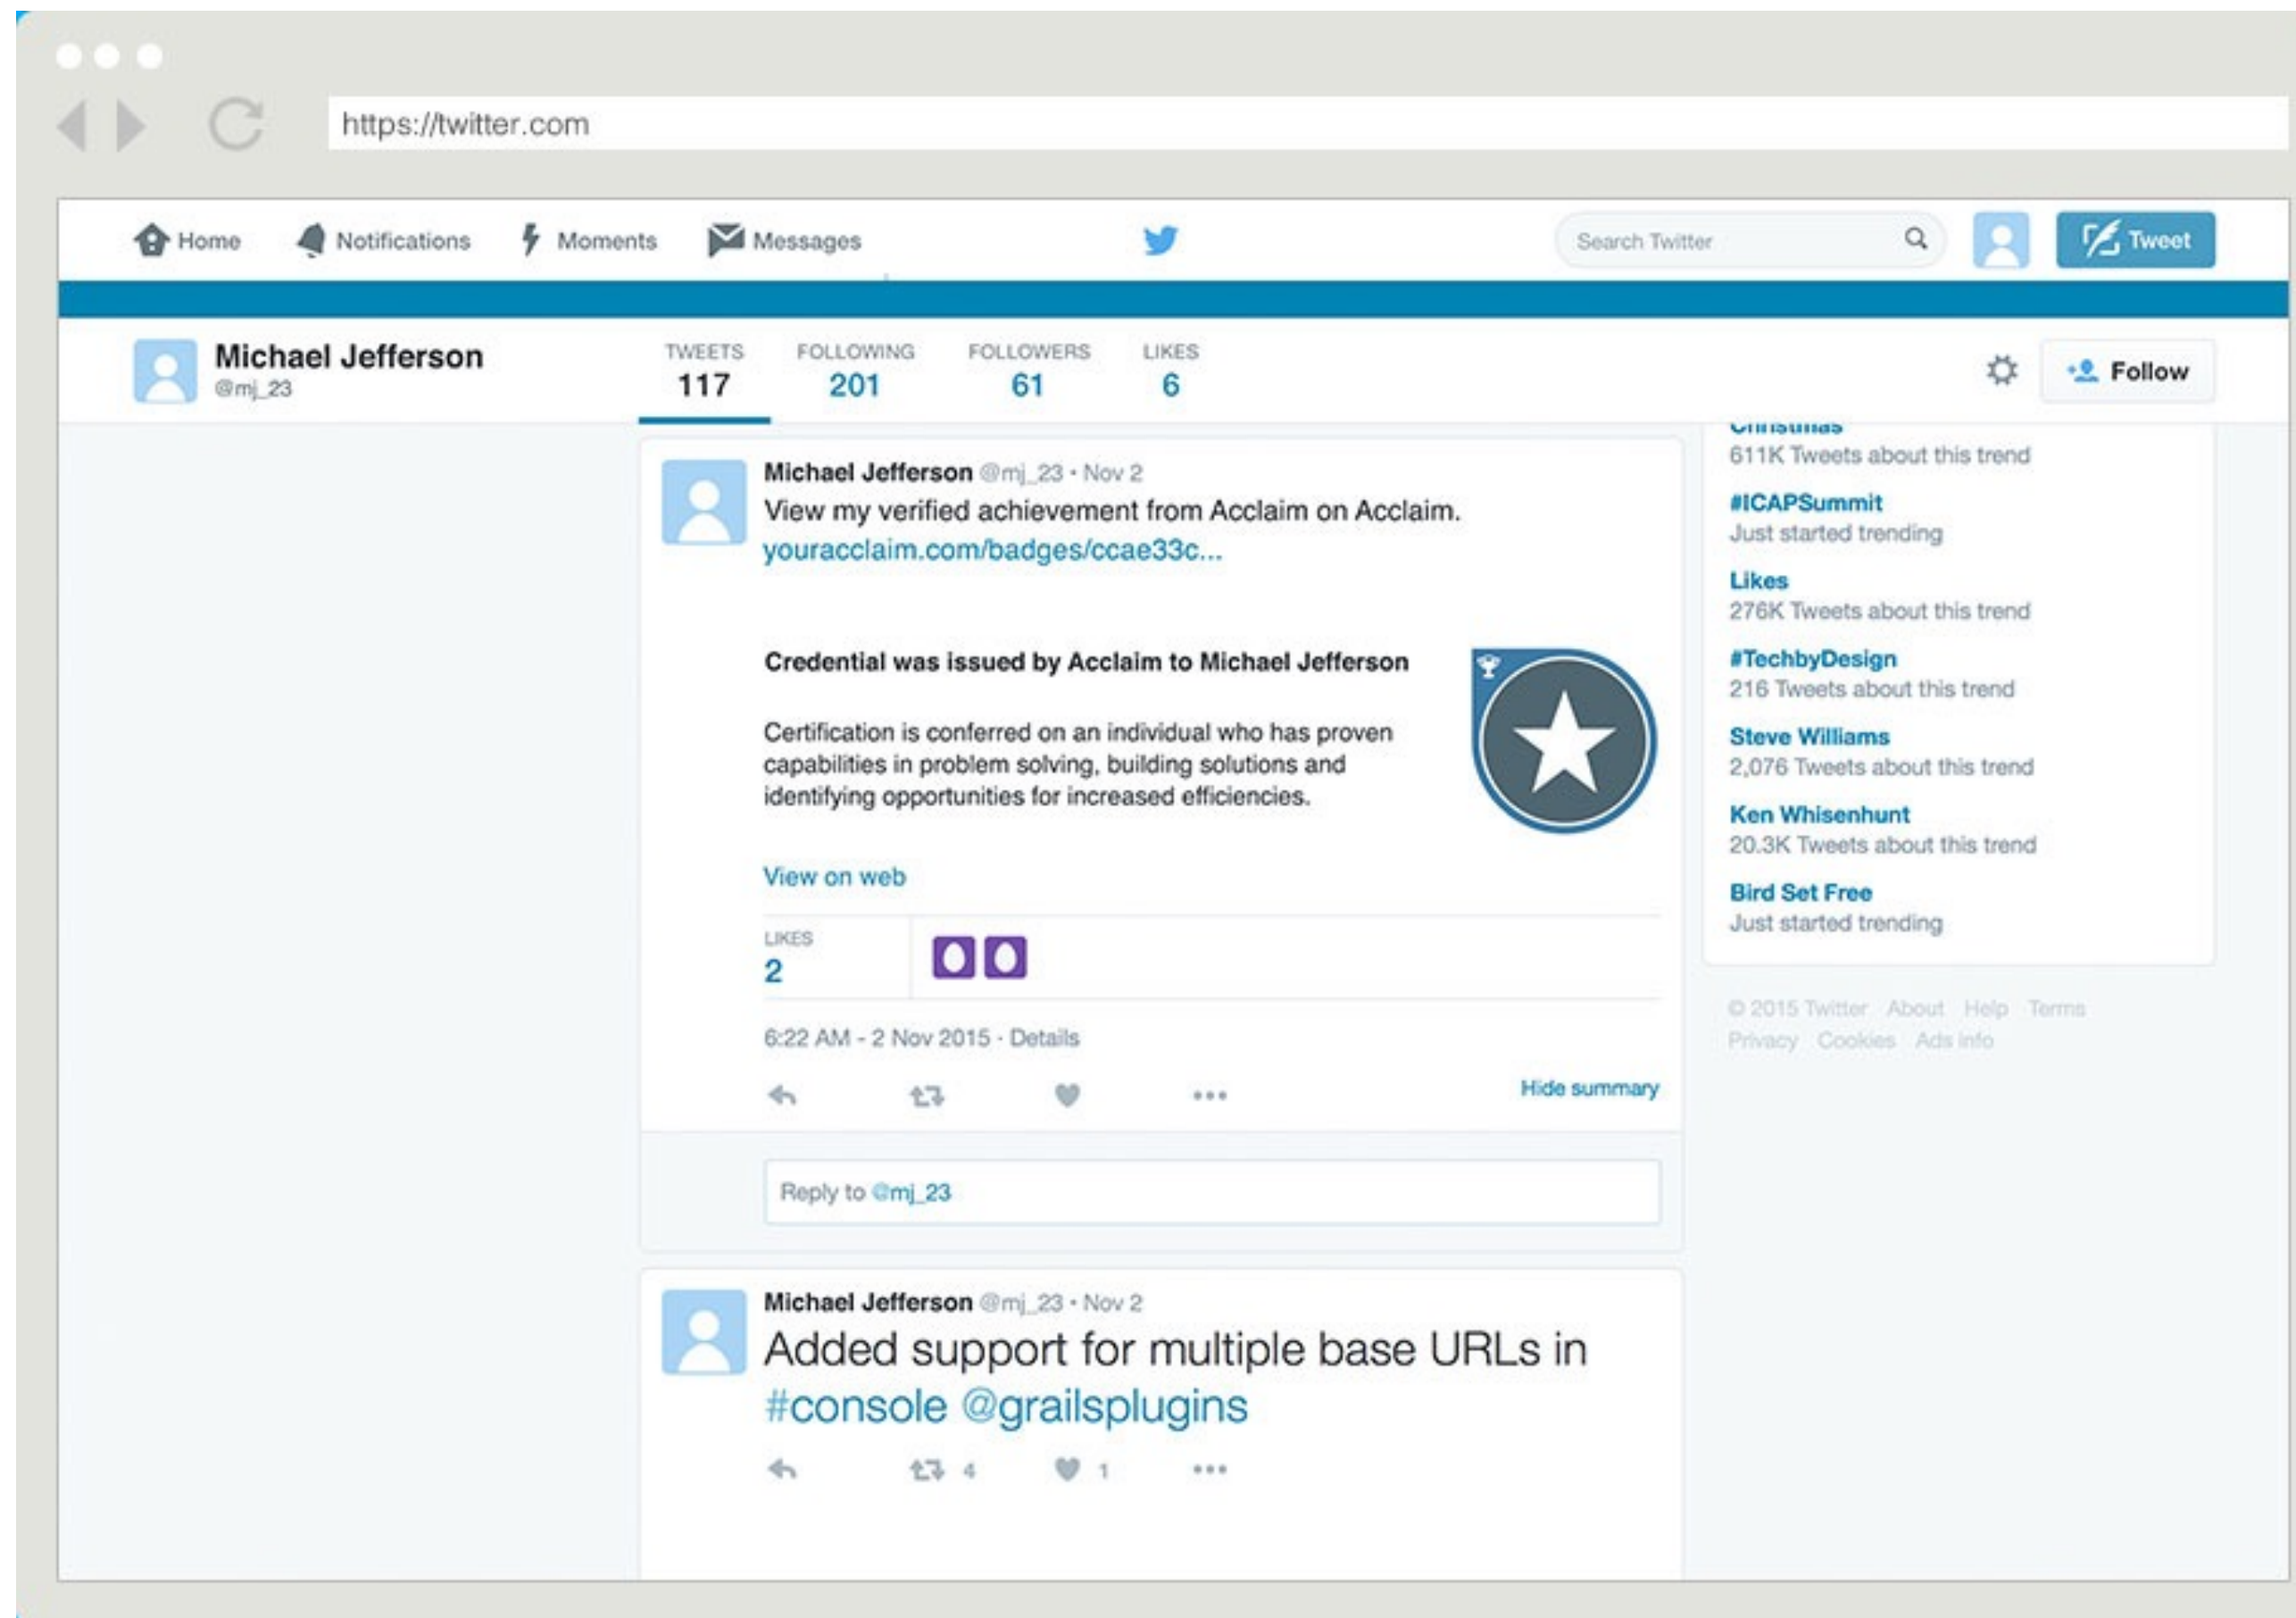 https://twitter.com
Home Notifications Moments Messages Search Twitter Tweet
Michael Jefferson
@mj_23
TWEETS FOLLOWING FOLLOWERS LIKES
117 201 61 6
Follow
Michael Jefferson @mj_23 • Nov 2
View my verified achievement from Acclaim on Acclaim.
youracclaim.com/badges/ccae33c...
Credential was issued by Acclaim to Michael Jefferson
Certification is conferred on an individual who has proven
capabilities in problem solving, building solutions and
identifying opportunities for increased efficiencies.
View on web
LIKES
2
6:22 AM - 2 Nov 2015 · Details
Hide summary
Reply to @mj_23
Michael Jefferson @mj_23 • Nov 2
Added support for multiple base URLs in
#console @grailsplugins
4 1
Christmas
611K Tweets about this trend
#ICAPSummit
Just started trending
Likes
276K Tweets about this trend
#TechbyDesign
216 Tweets about this trend
Steve Williams
2,076 Tweets about this trend
Ken Whisenhunt
20.3K Tweets about this trend
Bird Set Free
Just started trending
© 2015 Twitter About Help Terms
Privacy Cookies Ads info